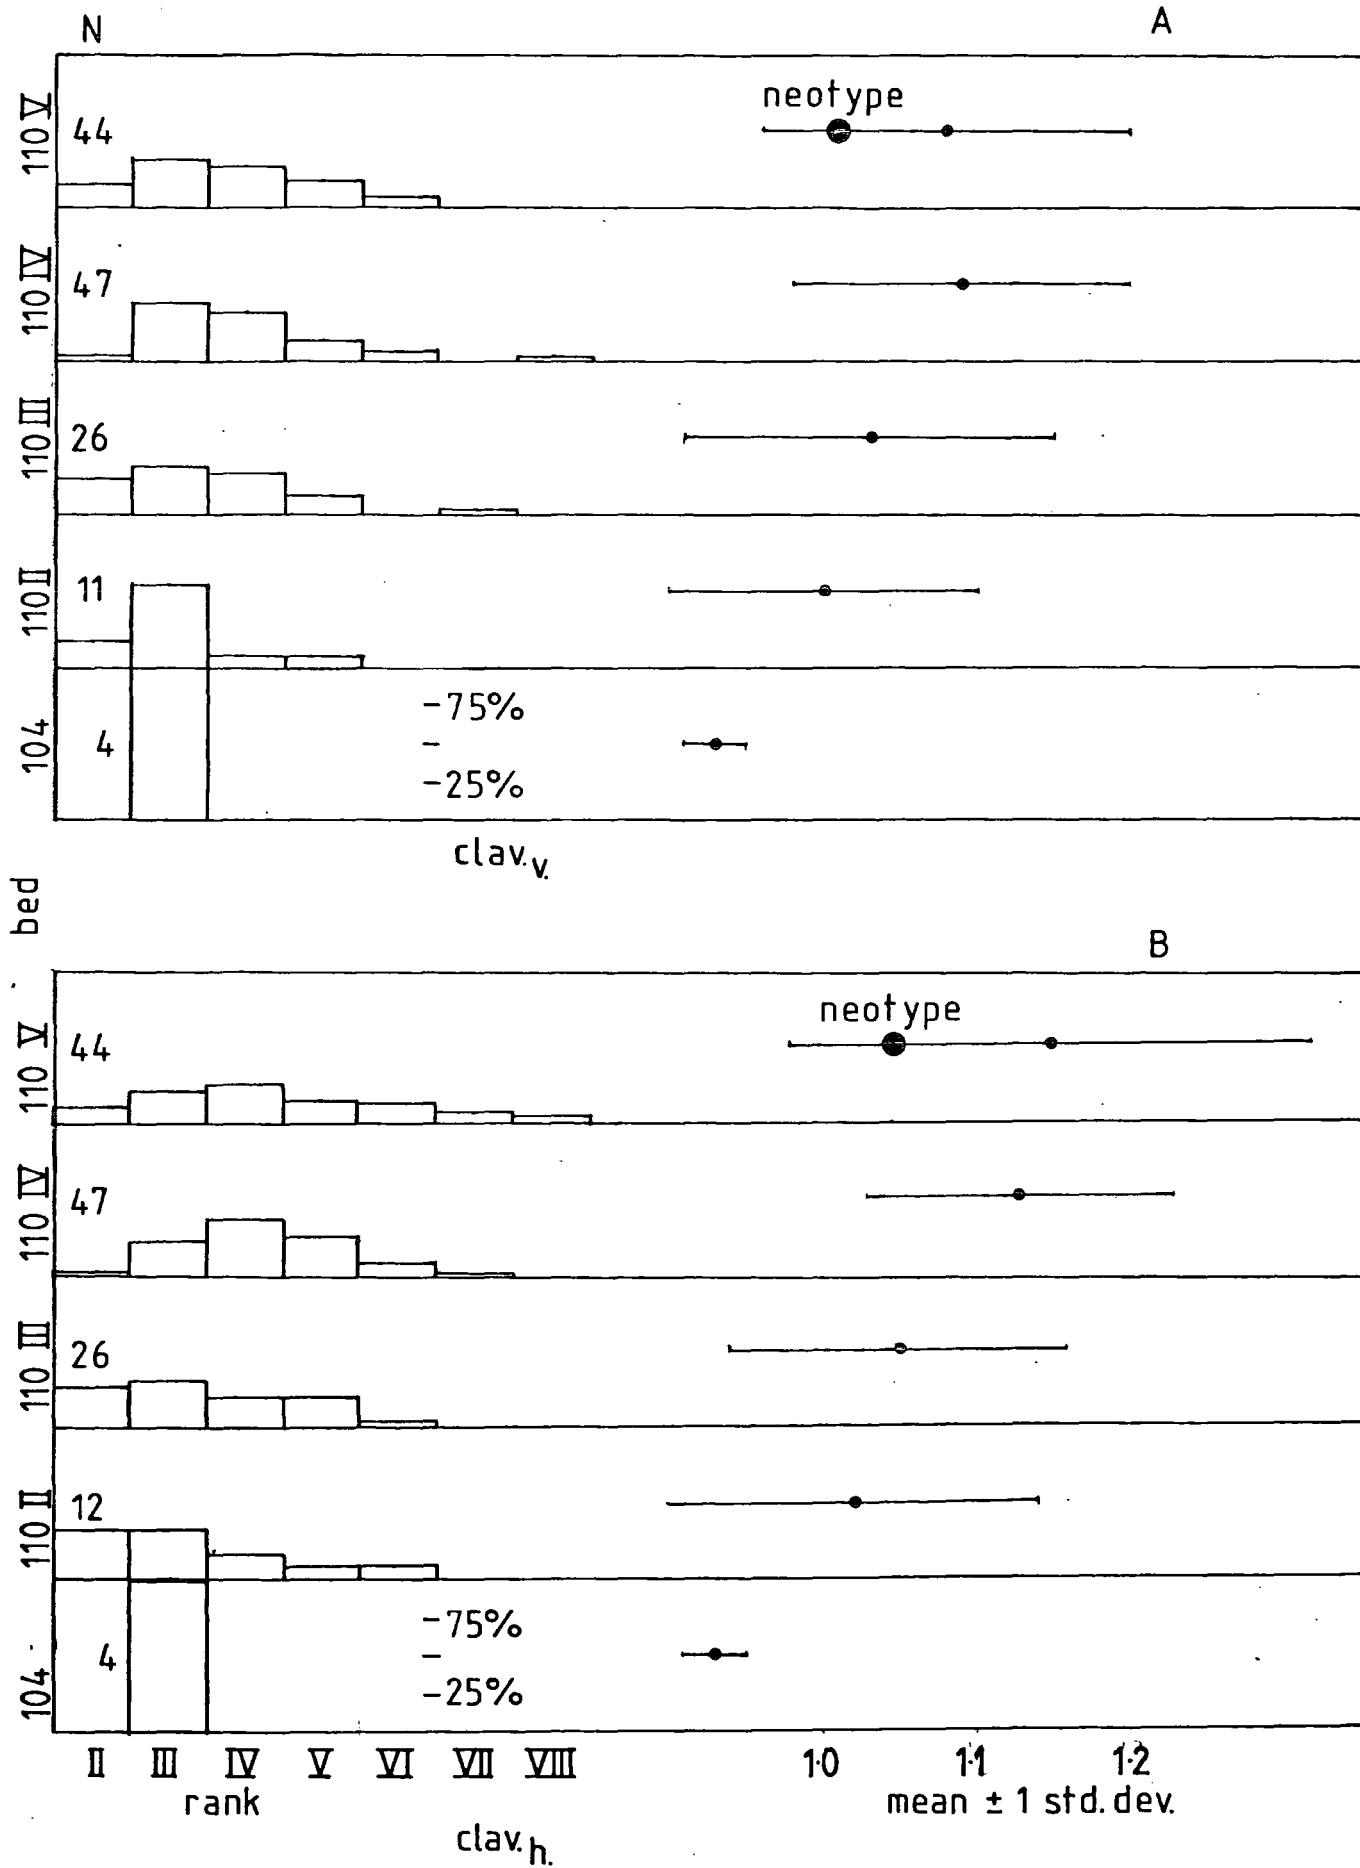 N A
neotype
110 V 44
110 IV 47
110 III 26
110 II 11
-75%
104 4 -
-25%
clav.v.
bed
B
neotype
110 V 44
110 IV 47
110 III 26
110 II 12
-75%
104 4 -
-25%
II III IV V VI VII VIII 1·0 1·1 1·2
rank mean ± 1 std. dev.
clav.h.